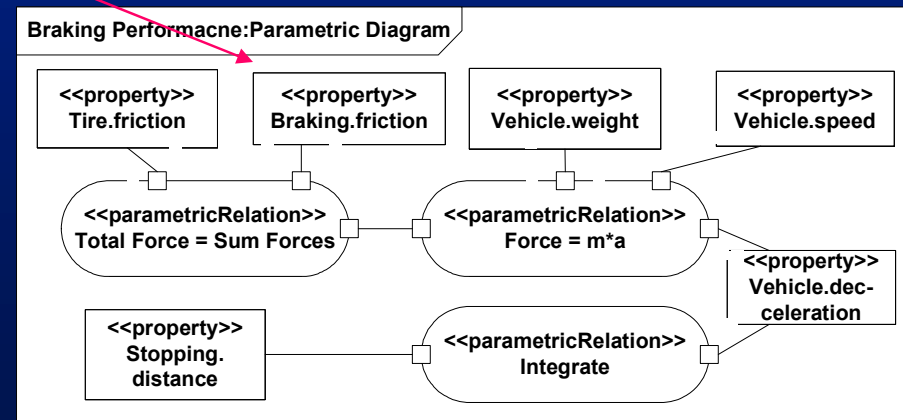 Braking Performacne:Parametric Diagram
<<property>>
Tire.friction
<<property>>
Braking.friction
<<property>>
Vehicle.weight
<<property>>
Vehicle.speed
<<parametricRelation>>
Total Force = Sum Forces
<<parametricRelation>>
Force = m*a
<<property>>
Vehicle.dec-
cceleration
<<property>>
Stopping.
distance
<<parametricRelation>>
Integrate